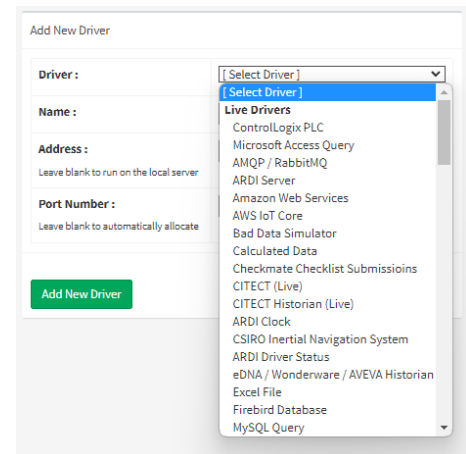 Add New Driver
Driver :
[ Select Driver ]
[ Select Driver ]
Live Drivers
Name :
ControlLogix PLC
Microsoft Access Query
Address :
AMQP / RabbitMQ
Leave blank to run on the local server
ARDI Server
Amazon Web Services
Port Number :
AWS IoT Core
Leave blank to automatically allocate
Bad Data Simulator
Calculated Data
Checkmate Checklist Submissioins
Add New Driver
CITECT (Live)
CITECT Historian (Live)
ARDI Clock
CSIRO Inertial Navigation System
ARDI Driver Status
eDNA / Wonderware / AVEVA Historian
Excel File
Firebird Database
MySQL Query